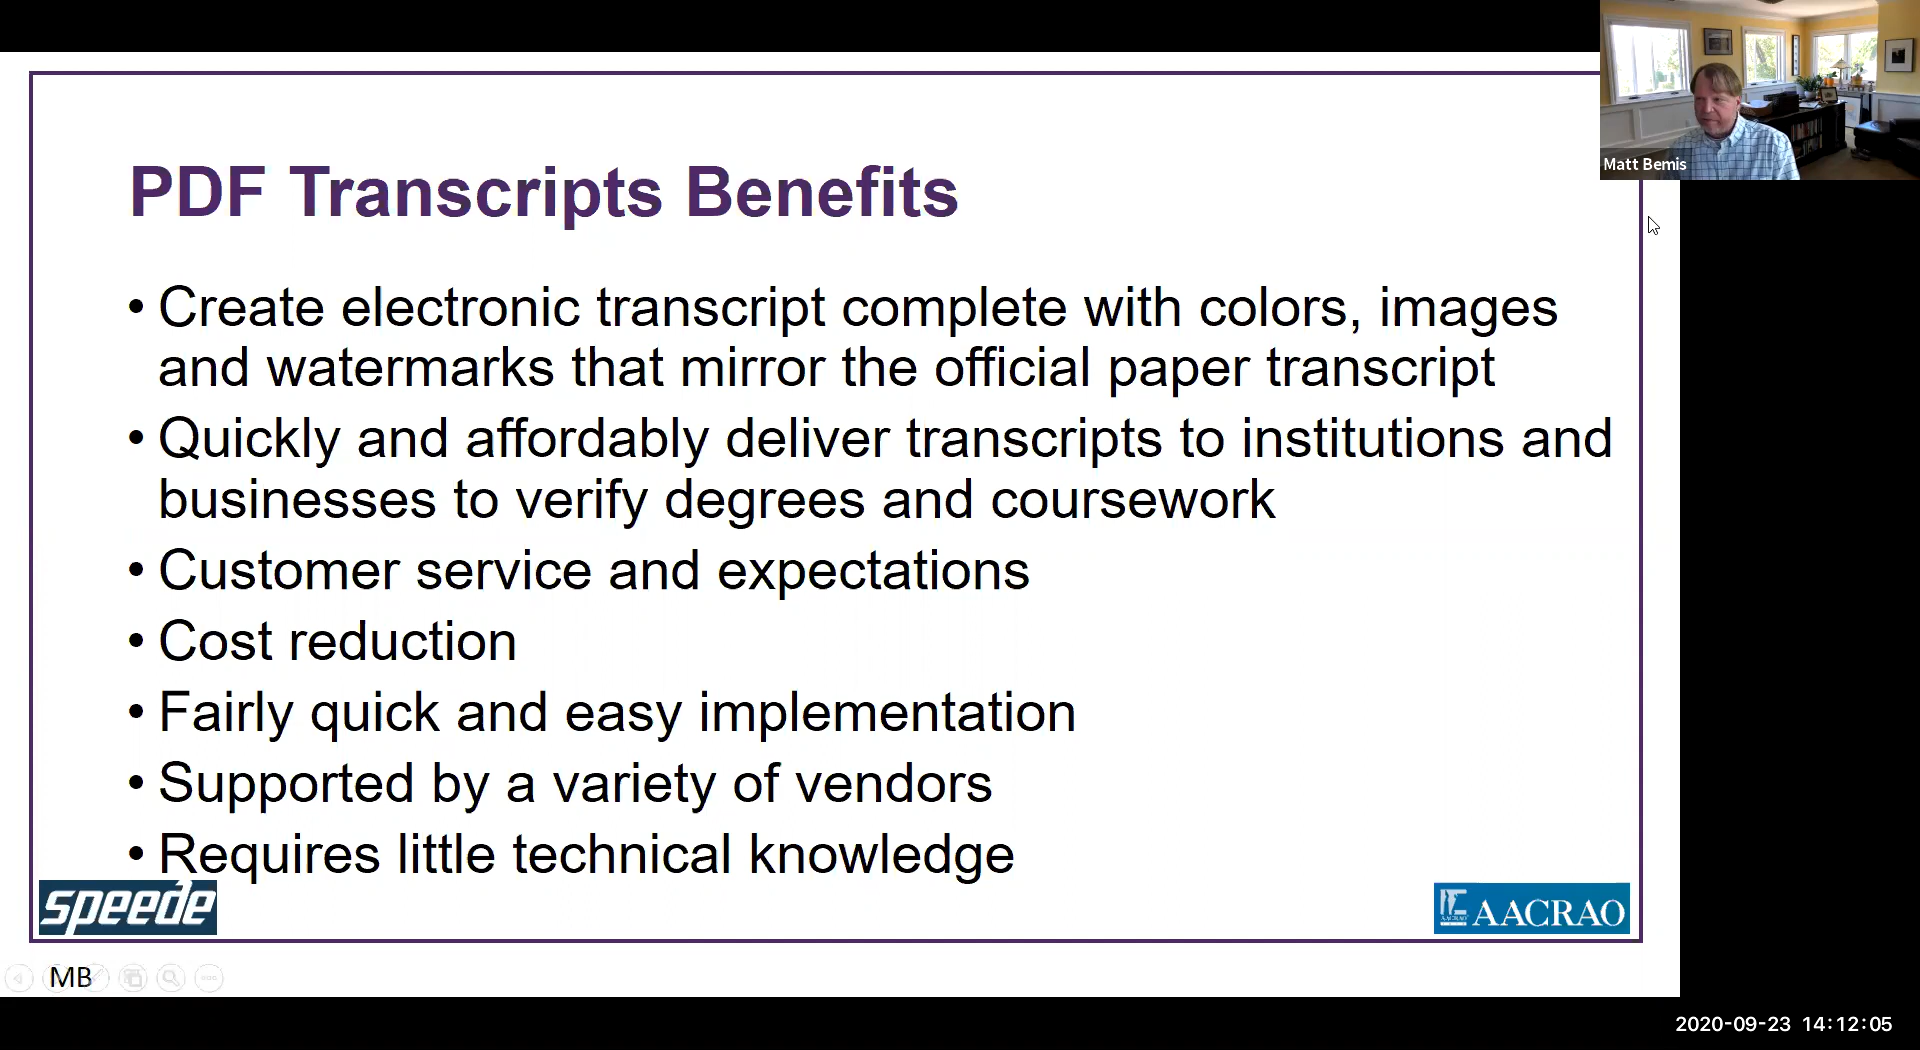 Matt Bemis
PDF Transcripts Benefits
• Create electronic transcript complete with colors, images
and watermarks that mirror the official paper transcript
• Quickly and affordably deliver transcripts to institutions and
businesses to verify degrees and coursework
• Customer service and expectations
• Cost reduction
• Fairly quick and easy implementation
• Supported by a variety of vendors
• Requires little technical knowledge
speede
AACRAO
MB
2020-09-23 14:12:05